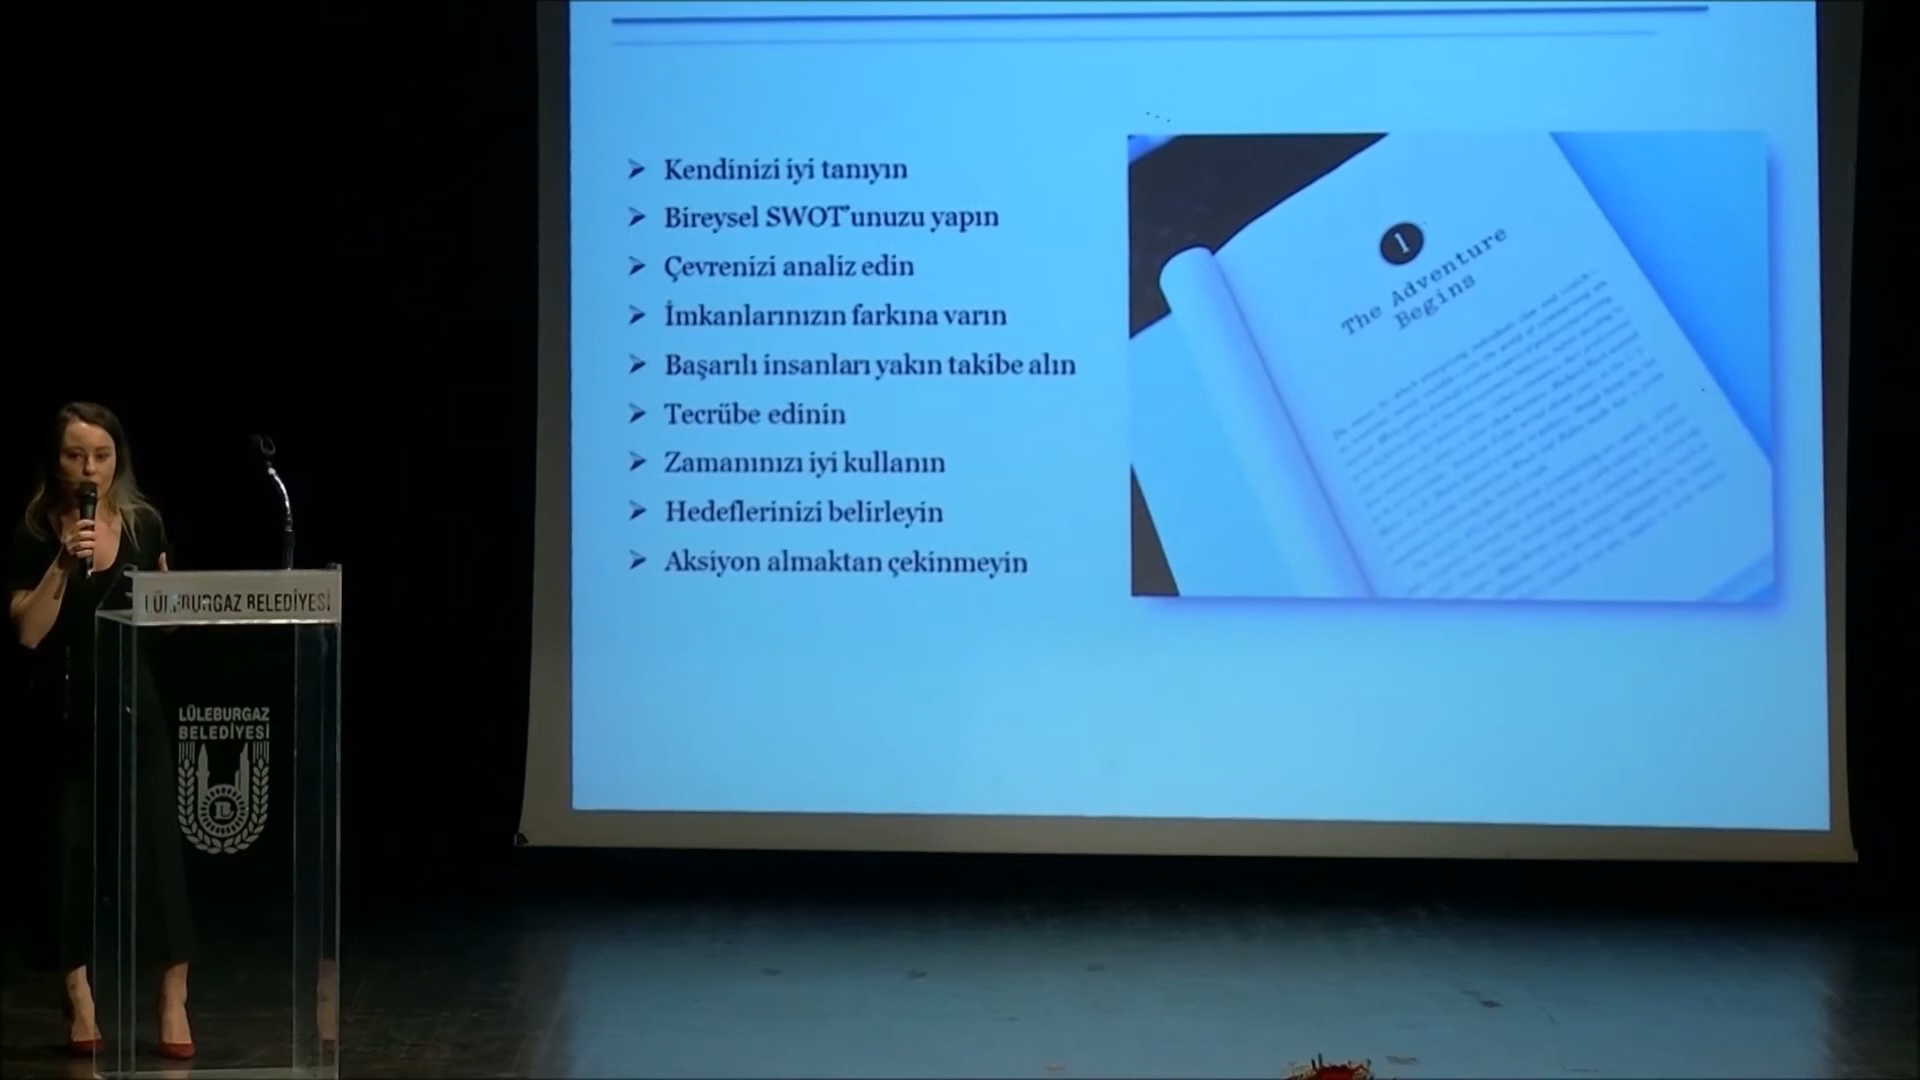 Kendinizi iyi tanıyın
Bireysel SWOT'unuzu yapın
Çevrenizi analiz edin
İmkanlarınızın farkına varın
Başarılı insanları yakın takibe alın
Tecrübe edinin
Zamanınızı iyi kullanın
Hedeflerinizi belirleyin
Aksiyon almaktan çekinmeyin
1
The Adventure
Begins
LÜLEBURGAZ BELEDİYESİ
LÜLEBURGAZ
BELEDİYESİ